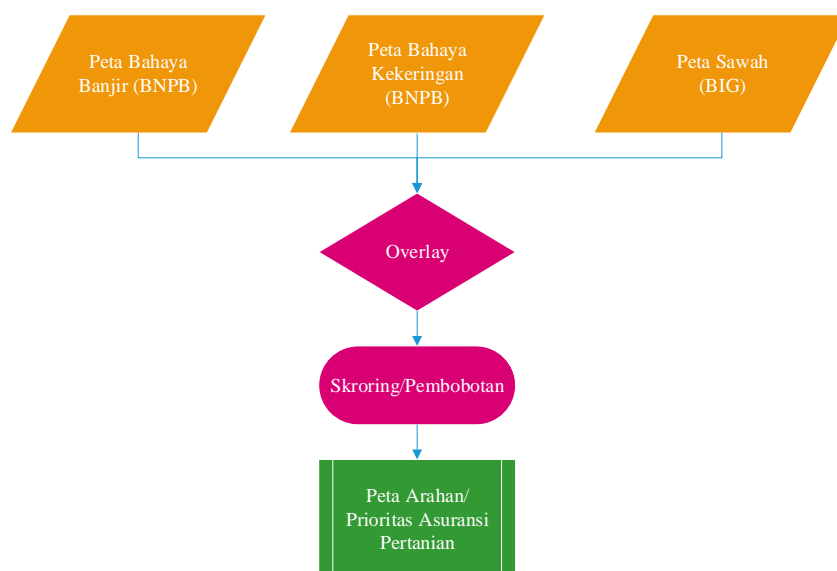 Peta Bahaya
Banjir (BNPB)
Peta Bahaya
Kekeringan
(BNPB)
Peta Sawah
(BIG)
Overlay
Skroring/Pembobotan
Peta Arahan/
Prioritas Asuransi
Pertanian